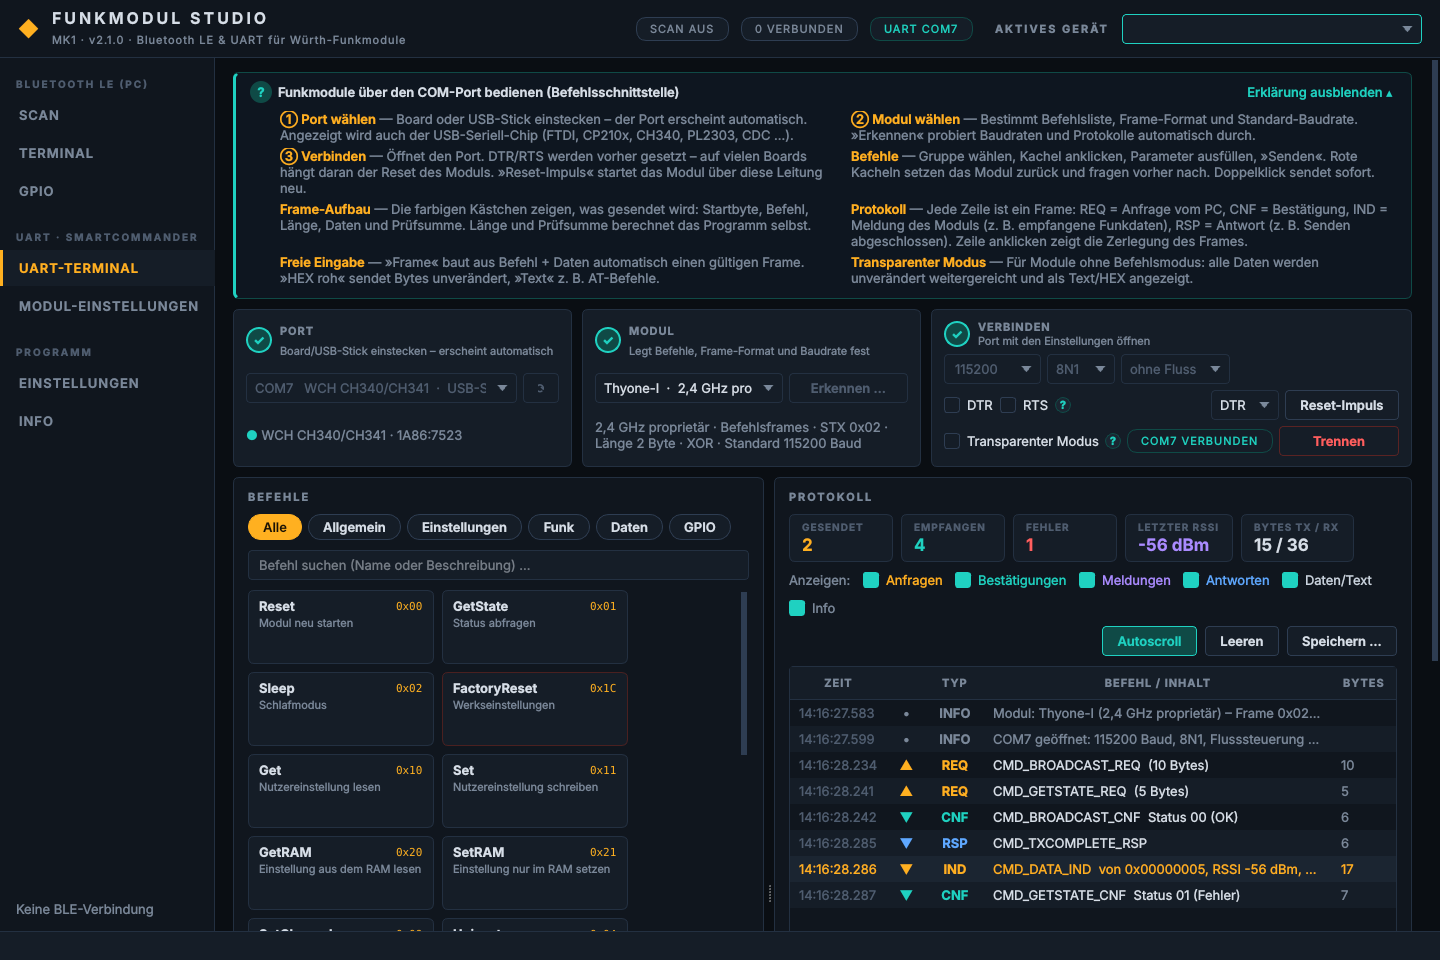 FUNKMODUL STUDIO
MK1 · v2.1.0 · Bluetooth LE & UART für Würth-Funkmodule
SCAN AUS
0 VERBUNDEN
UART COM7
AKTIVES GERÄT
BLUETOOTH LE (PC)
SCAN
TERMINAL
GPIO
UART · SMARTCOMMANDER
UART-TERMINAL
MODUL-EINSTELLUNGEN
PROGRAMM
EINSTELLUNGEN
INFO
Keine BLE-Verbindung
? Funkmodule über den COM-Port bedienen (Befehlsschnittstelle)
Erklärung ausblenden ▴
① Port wählen — Board oder USB-Stick einstecken – der Port erscheint automatisch.
Angezeigt wird auch der USB-Seriell-Chip (FTDI, CP210x, CH340, PL2303, CDC …).
② Modul wählen — Bestimmt Befehlsliste, Frame-Format und Standard-Baudrate.
»Erkennen« probiert Baudraten und Protokolle automatisch durch.
③ Verbinden — Öffnet den Port. DTR/RTS werden vorher gesetzt – auf vielen Boards
hängt daran der Reset des Moduls. »Reset-Impuls« startet das Modul über diese Leitung
neu.
Befehle — Gruppe wählen, Kachel anklicken, Parameter ausfüllen, »Senden«. Rote
Kacheln setzen das Modul zurück und fragen vorher nach. Doppelklick sendet sofort.
Frame-Aufbau — Die farbigen Kästchen zeigen, was gesendet wird: Startbyte, Befehl,
Länge, Daten und Prüfsumme. Länge und Prüfsumme berechnet das Programm selbst.
Protokoll — Jede Zeile ist ein Frame: REQ = Anfrage vom PC, CNF = Bestätigung, IND =
Meldung des Moduls (z. B. empfangene Funkdaten), RSP = Antwort (z. B. Senden
abgeschlossen). Zeile anklicken zeigt die Zerlegung des Frames.
Freie Eingabe — »Frame« baut aus Befehl + Daten automatisch einen gültigen Frame.
»HEX roh« sendet Bytes unverändert, »Text« z. B. AT-Befehle.
Transparenter Modus — Für Module ohne Befehlsmodus: alle Daten werden
unverändert weitergereicht und als Text/HEX angezeigt.
PORT
Board/USB-Stick einstecken – erscheint automatisch
COM7 WCH CH340/CH341 · USB-S
WCH CH340/CH341 · 1A86:7523
MODUL
Legt Befehle, Frame-Format und Baudrate fest
Thyone-I · 2,4 GHz pro
Erkennen …
2,4 GHz proprietär · Befehlsframes · STX 0x02 ·
Länge 2 Byte · XOR · Standard 115200 Baud
VERBINDEN
Port mit den Einstellungen öffnen
115200
8N1
ohne Fluss
DTR
RTS
?
DTR
Reset-Impuls
Transparenter Modus
?
COM7 VERBUNDEN
Trennen
BEFEHLE
Alle
Allgemein
Einstellungen
Funk
Daten
GPIO
Befehl suchen (Name oder Beschreibung) …
Reset 0x00
Modul neu starten
GetState 0x01
Status abfragen
Sleep 0x02
Schlafmodus
FactoryReset 0x1C
Werkseinstellungen
Get 0x10
Nutzereinstellung lesen
Set 0x11
Nutzereinstellung schreiben
GetRAM 0x20
Einstellung aus dem RAM lesen
SetRAM 0x21
Einstellung nur im RAM setzen
PROTOKOLL
GESENDET
2
EMPFANGEN
4
FEHLER
1
LETZTER RSSI
-56 dBm
BYTES TX / RX
15 / 36
Anzeigen:
Anfragen
Bestätigungen
Meldungen
Antworten
Daten/Text
Info
Autoscroll
Leeren
Speichern …
ZEIT TYP BEFEHL / INHALT BYTES
14:16:27.583 • INFO Modul: Thyone-I (2,4 GHz proprietär) – Frame 0x02…
14:16:27.599 • INFO COM7 geöffnet: 115200 Baud, 8N1, Flusssteuerung …
14:16:28.234 ▲ REQ CMD_BROADCAST_REQ (10 Bytes) 10
14:16:28.241 ▲ REQ CMD_GETSTATE_REQ (5 Bytes) 5
14:16:28.242 ▼ CNF CMD_BROADCAST_CNF Status 00 (OK) 6
14:16:28.285 ▼ RSP CMD_TXCOMPLETE_RSP 6
14:16:28.286 ▼ IND CMD_DATA_IND von 0x00000005, RSSI -56 dBm, … 17
14:16:28.287 ▼ CNF CMD_GETSTATE_CNF Status 01 (Fehler) 7